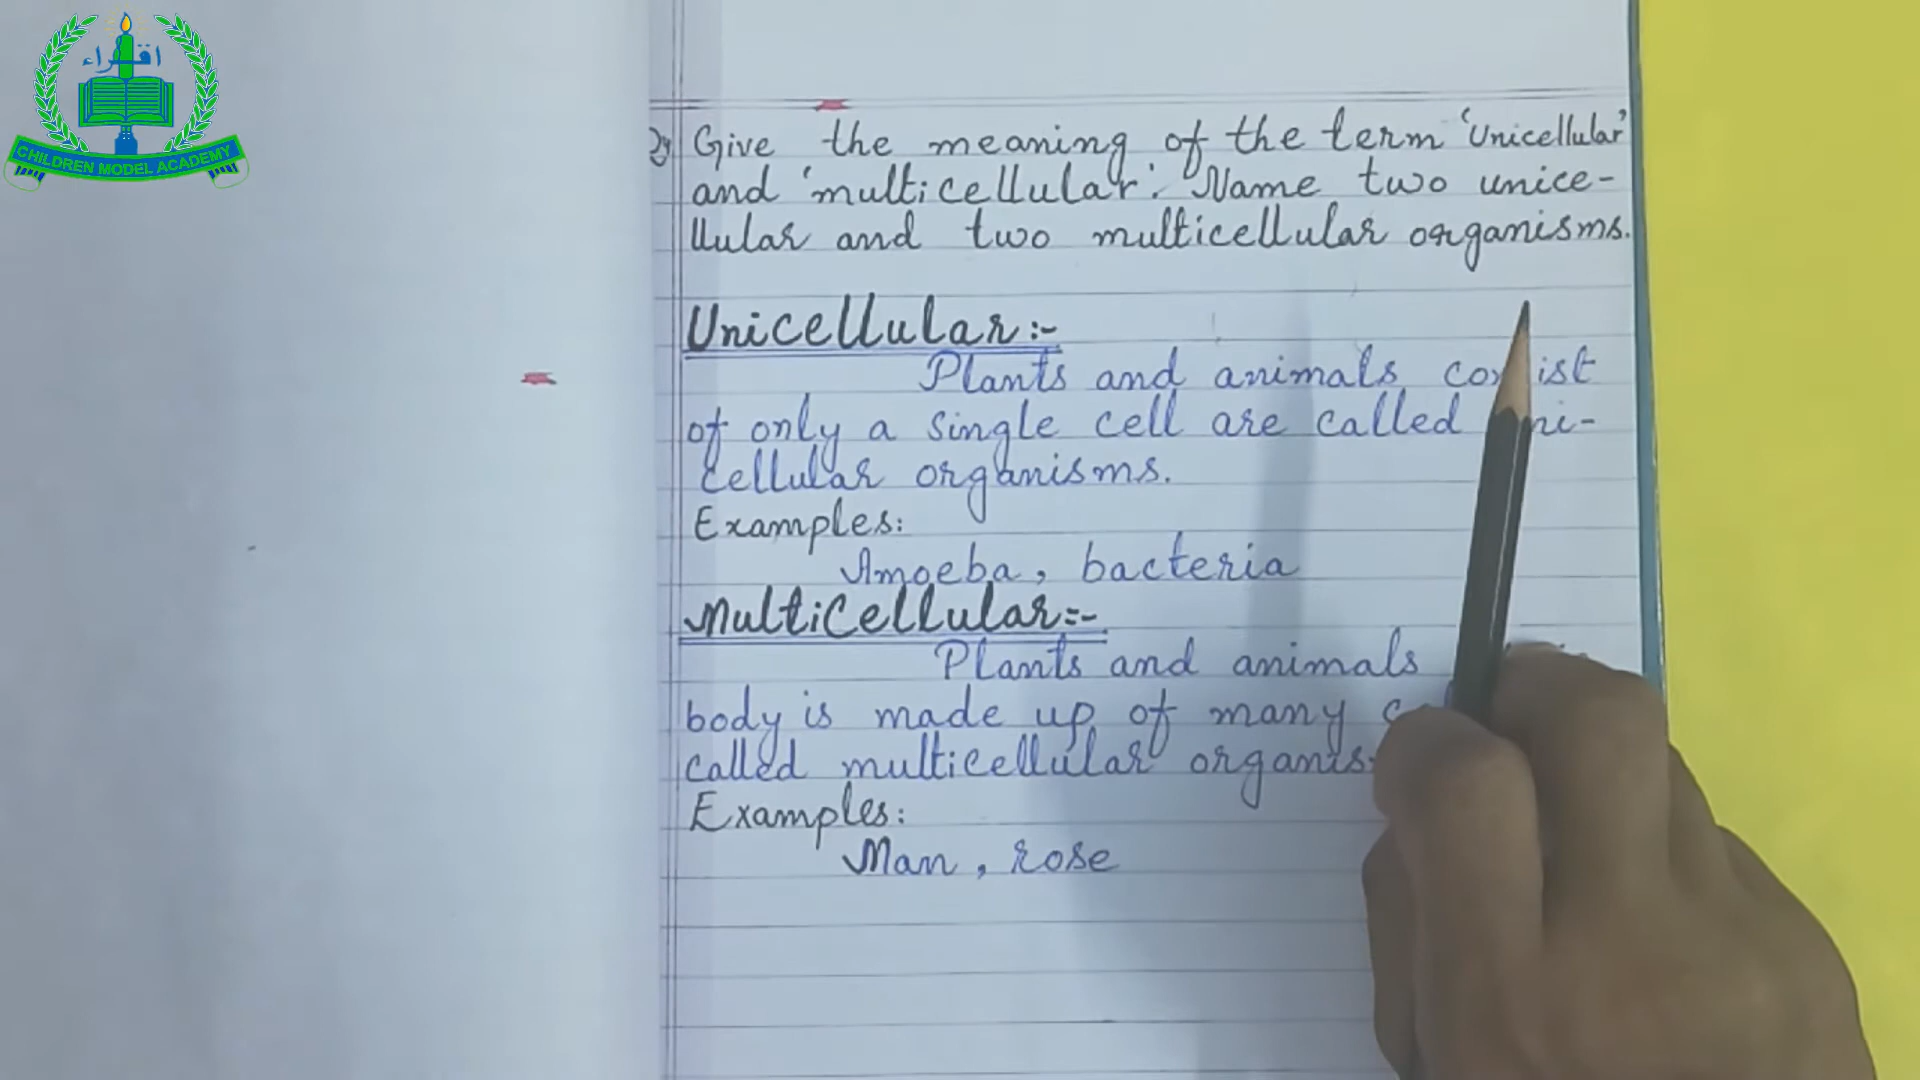 اقراء
CHILDREN MODEL ACADEMY
Give the meaning of the term 'Unicellular'
and 'multicellular'. Name two unice-
llular and two multicellular organisms.
Unicellular:-
Plants and animals
of only a single cell are called
cellular organisms.
Examples:
Amoeba, bacteria
MultiCellular:-
Plants and animals
body is made up of many
called multicellular
Examples:
Man, rose